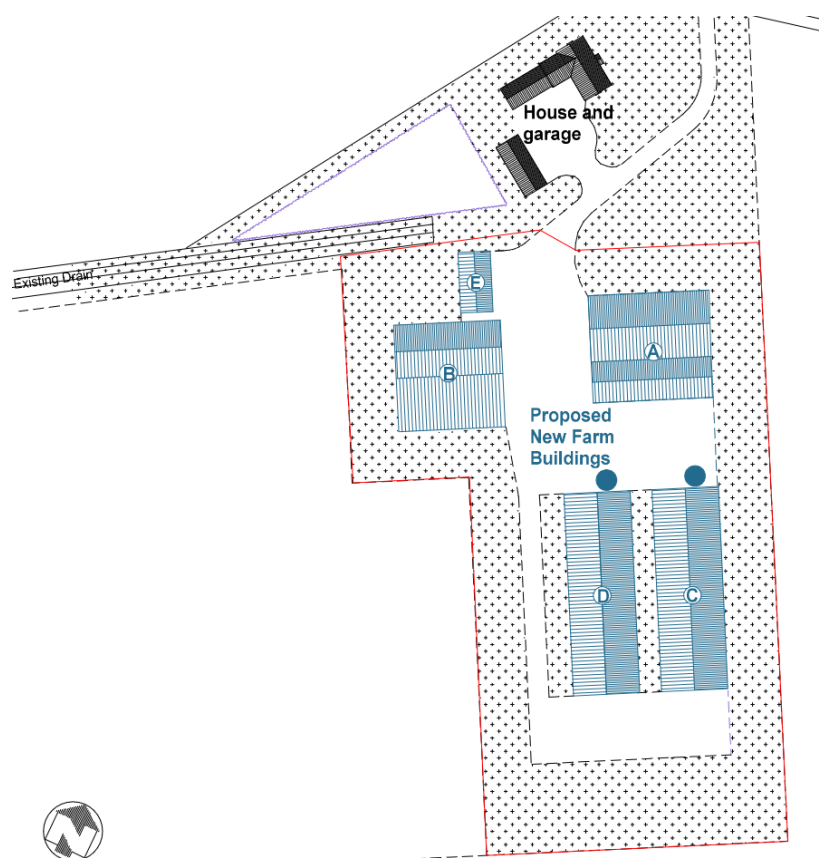 House and
garage
Existing Drain
E
A
B
Proposed
New Farm
Buildings
D
C